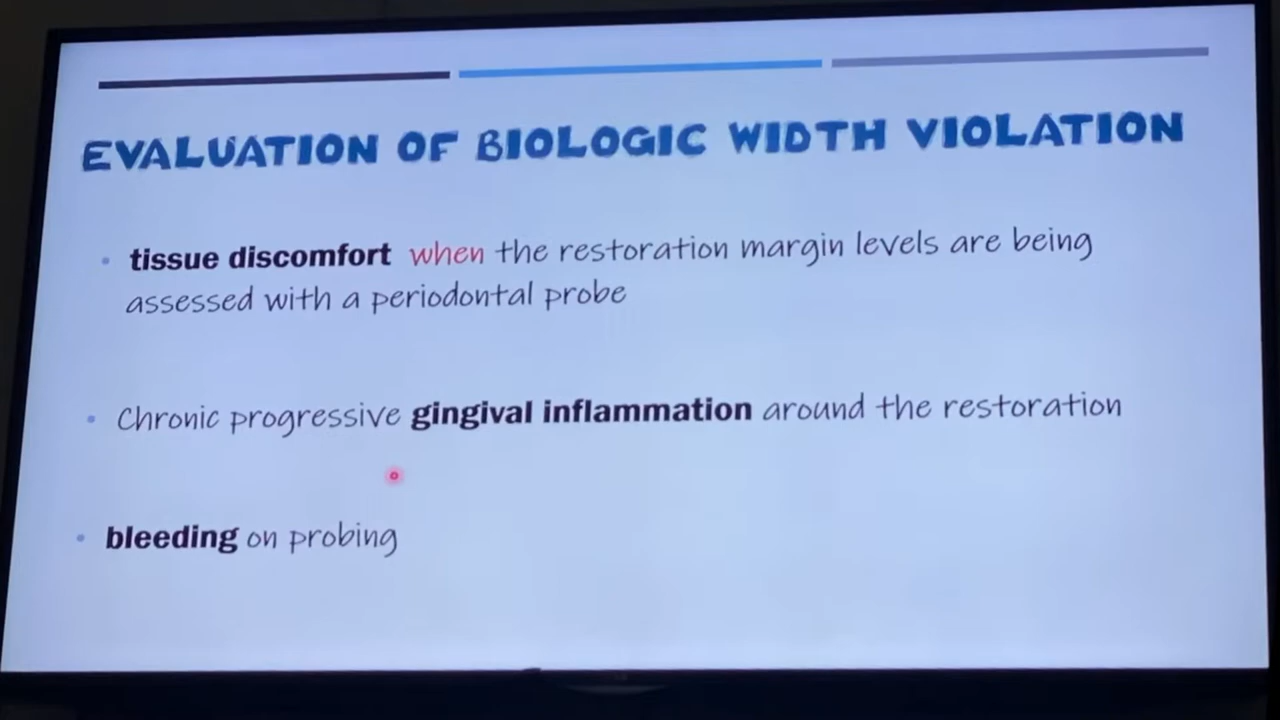 EVALUATION OF BIOLOGIC WIDTH VIOLATION
• tissue discomfort when the restoration margin levels are being
assessed with a periodontal probe
• Chronic progressive gingival inflammation around the restoration
• bleeding on probing